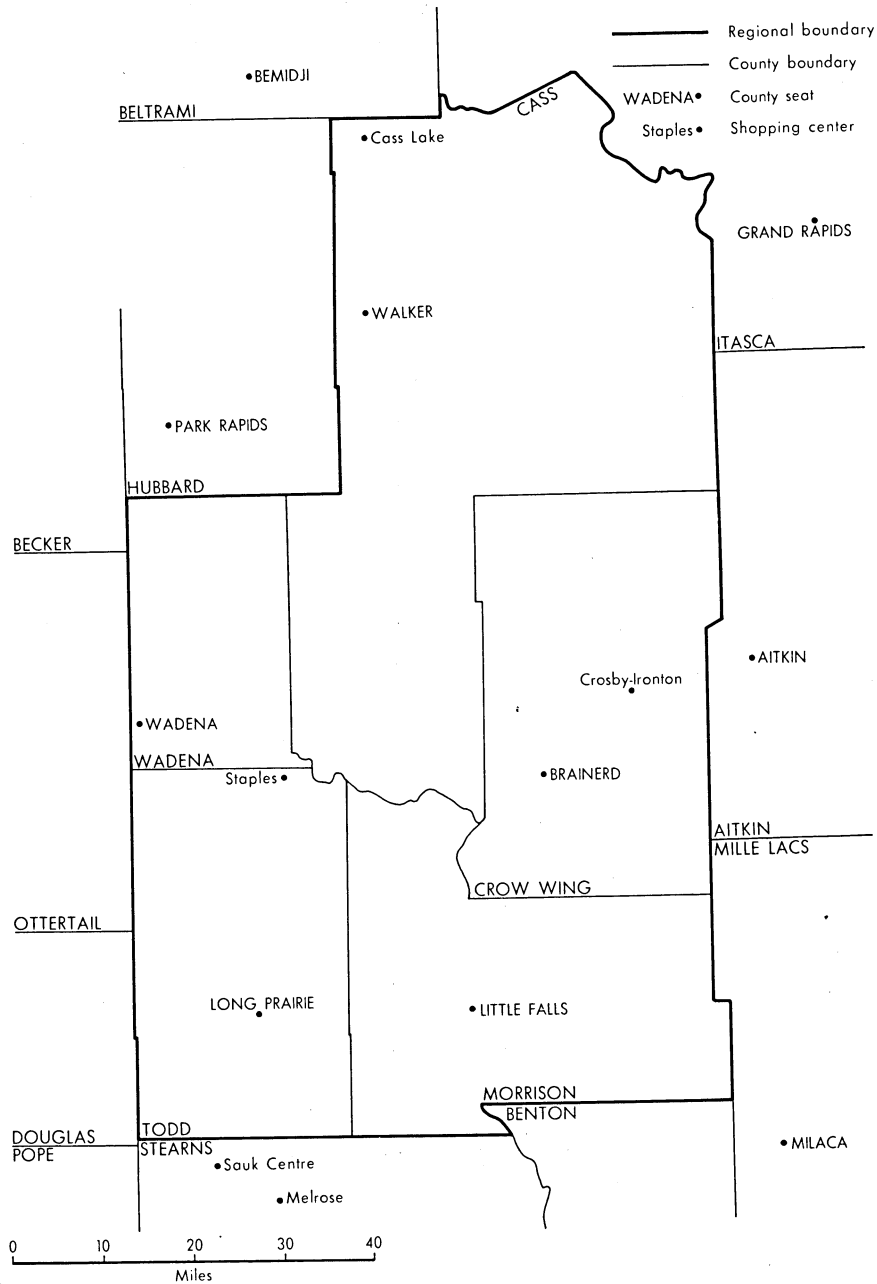 Regional boundary
County boundary
WADENA County seat
Staples Shopping center
BEMIDJI
BELTRAMI
CASS
Cass Lake
GRAND RAPIDS
WALKER
ITASCA
PARK RAPIDS
HUBBARD
BECKER
AITKIN
Crosby-Ironton
WADENA
WADENA
Staples
BRAINERD
AITKIN
MILLE LACS
CROW WING
OTTERTAIL
LONG PRAIRIE
LITTLE FALLS
MORRISON
BENTON
TODD
STEARNS
DOUGLAS
POPE
MILACA
Sauk Centre
Melrose
0 10 20 30 40
Miles